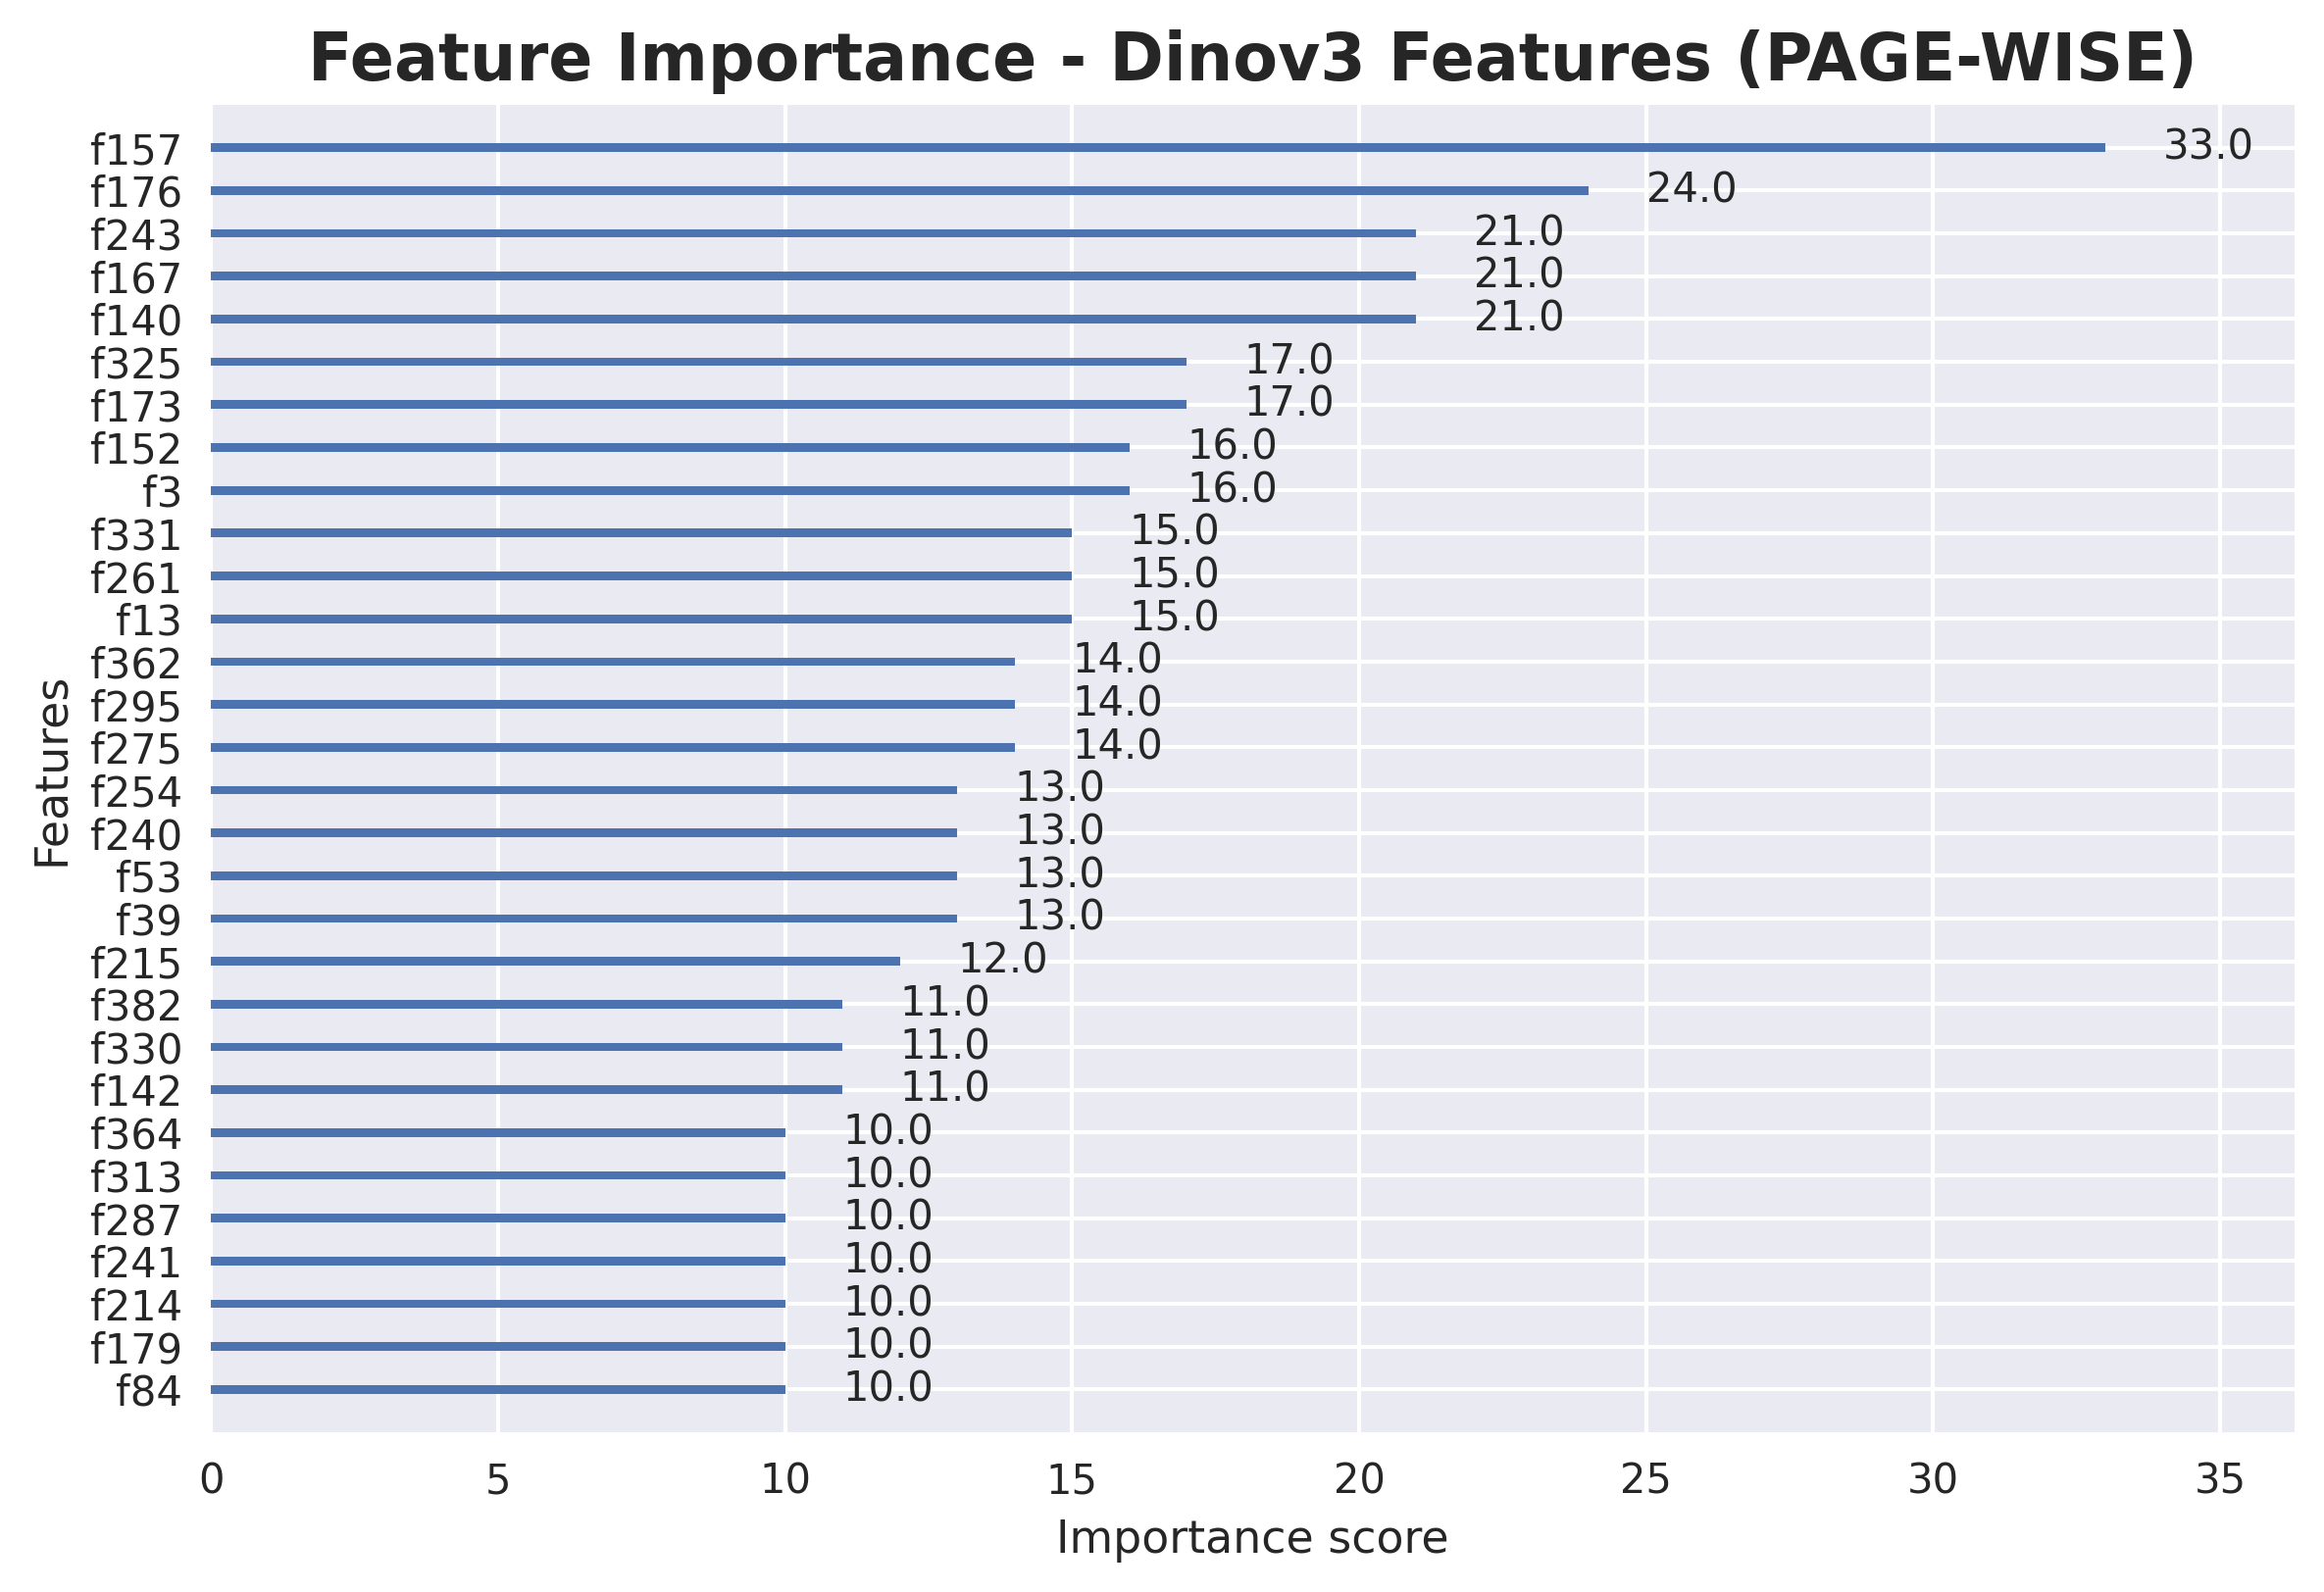 Feature Importance - Dinov3 Features (PAGE-WISE)
f157 33.0
f176 24.0
f243 21.0
f167 21.0
f140 21.0
f325 17.0
f173 17.0
f152 16.0
f3 16.0
f331 15.0
f261 15.0
f13 15.0
f362 14.0
f295 14.0
f275 14.0
f254 13.0
f240 13.0
f53 13.0
f39 13.0
f215 12.0
f382 11.0
f330 11.0
f142 11.0
f364 10.0
f313 10.0
f287 10.0
f241 10.0
f214 10.0
f179 10.0
f84 10.0
Features
0 5 10 15 20 25 30 35
Importance score